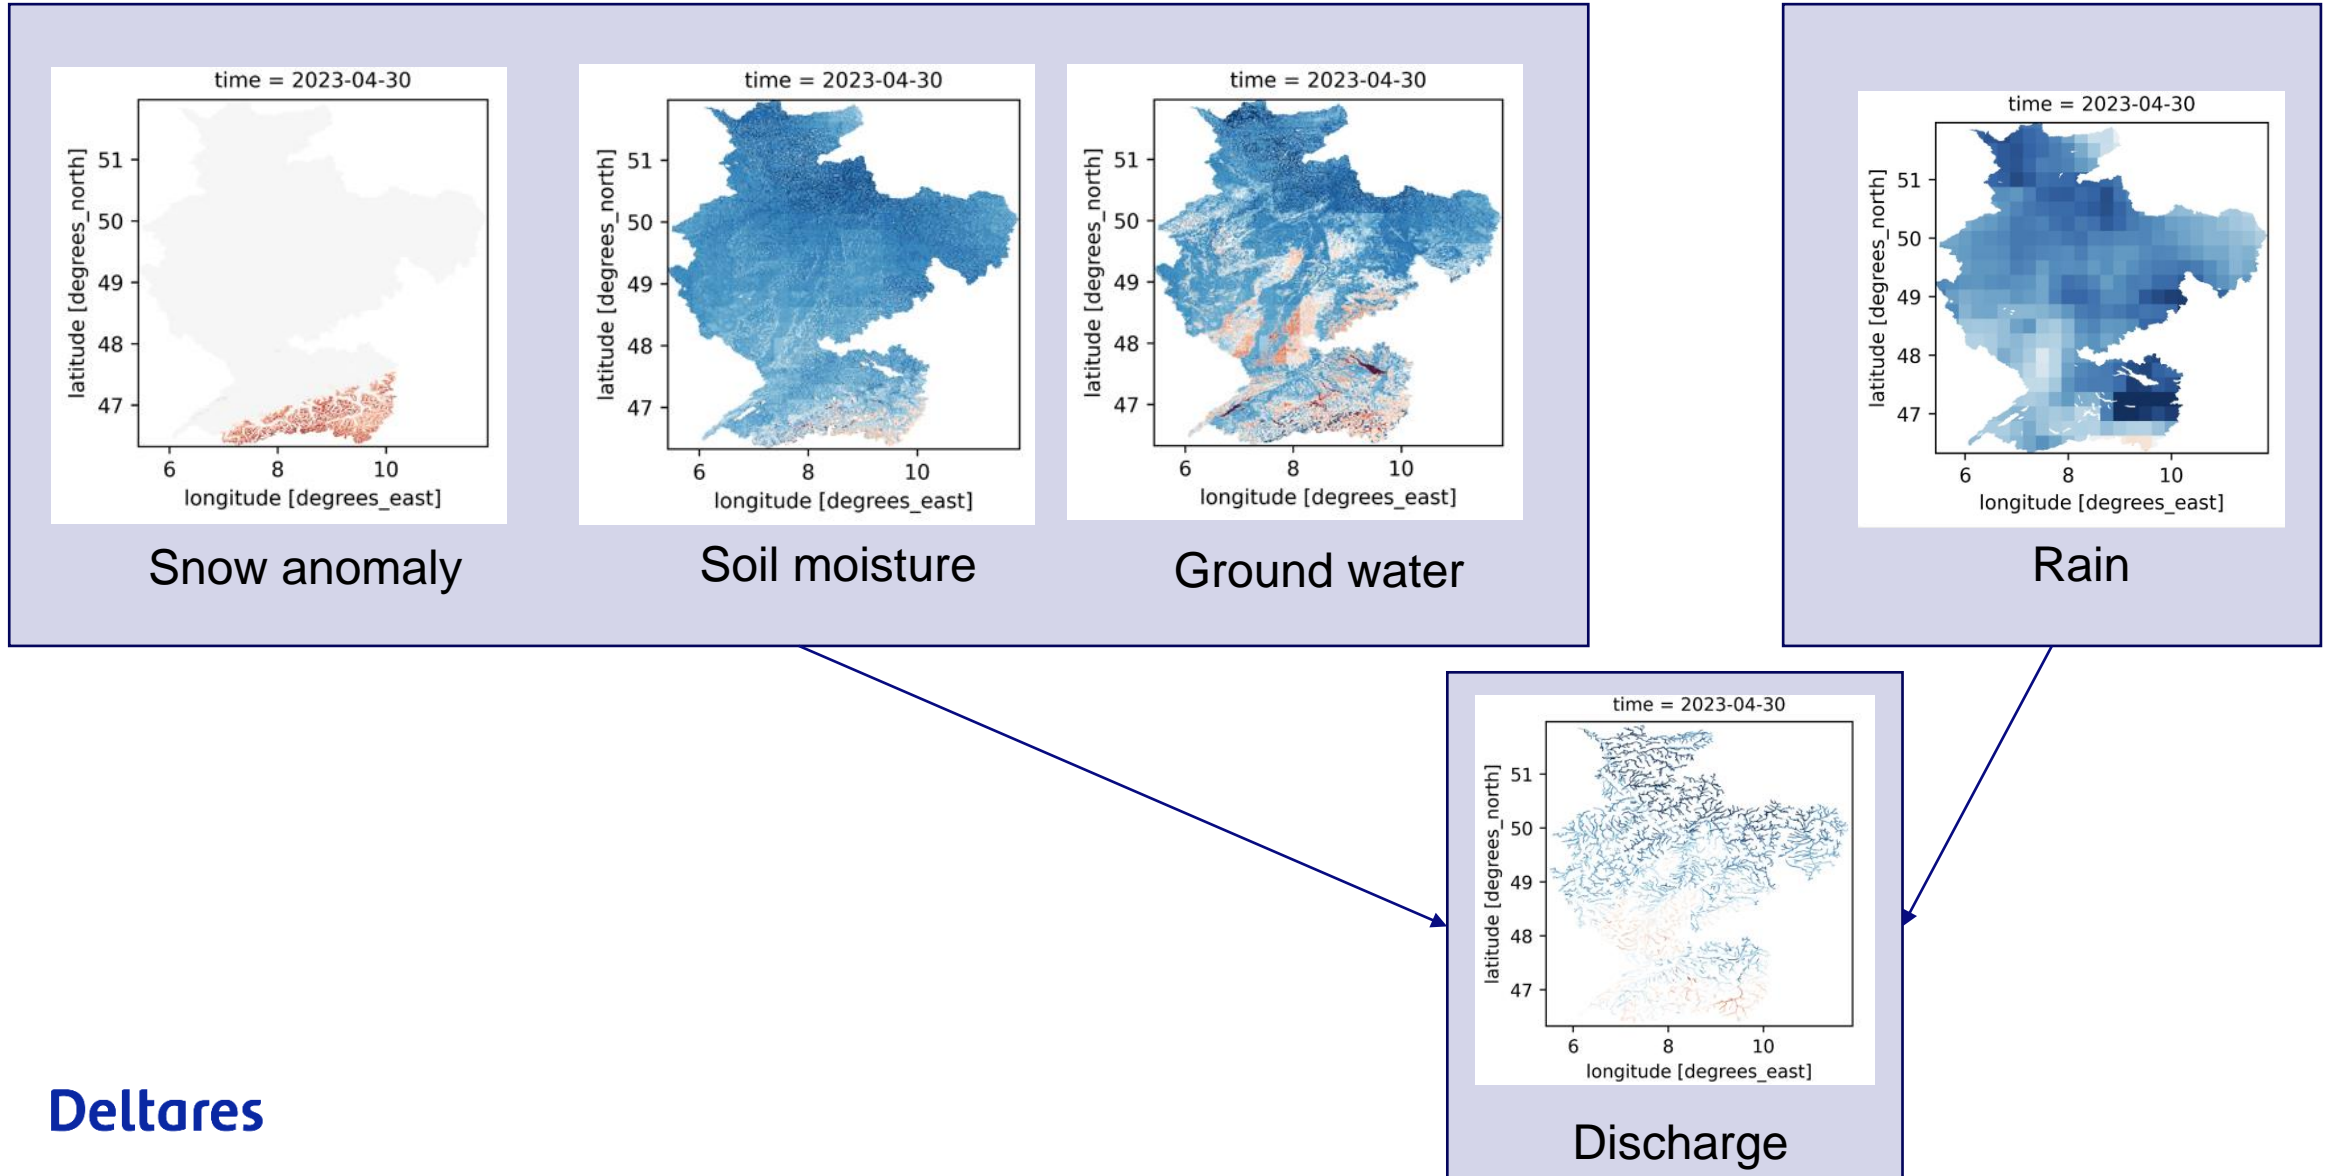 time = 2023-04-30
51
50
49
48
47
latitude [degrees_north]
6 8 10
longitude [degrees_east]
Snow anomaly
time = 2023-04-30
51
50
49
48
47
latitude [degrees_north]
6 8 10
longitude [degrees_east]
Soil moisture
time = 2023-04-30
51
50
49
48
47
latitude [degrees_north]
6 8 10
longitude [degrees_east]
Ground water
time = 2023-04-30
51
50
49
48
47
latitude [degrees_north]
6 8 10
longitude [degrees_east]
Rain
time = 2023-04-30
51
50
49
48
47
latitude [degrees_north]
6 8 10
longitude [degrees_east]
Discharge
Deltares